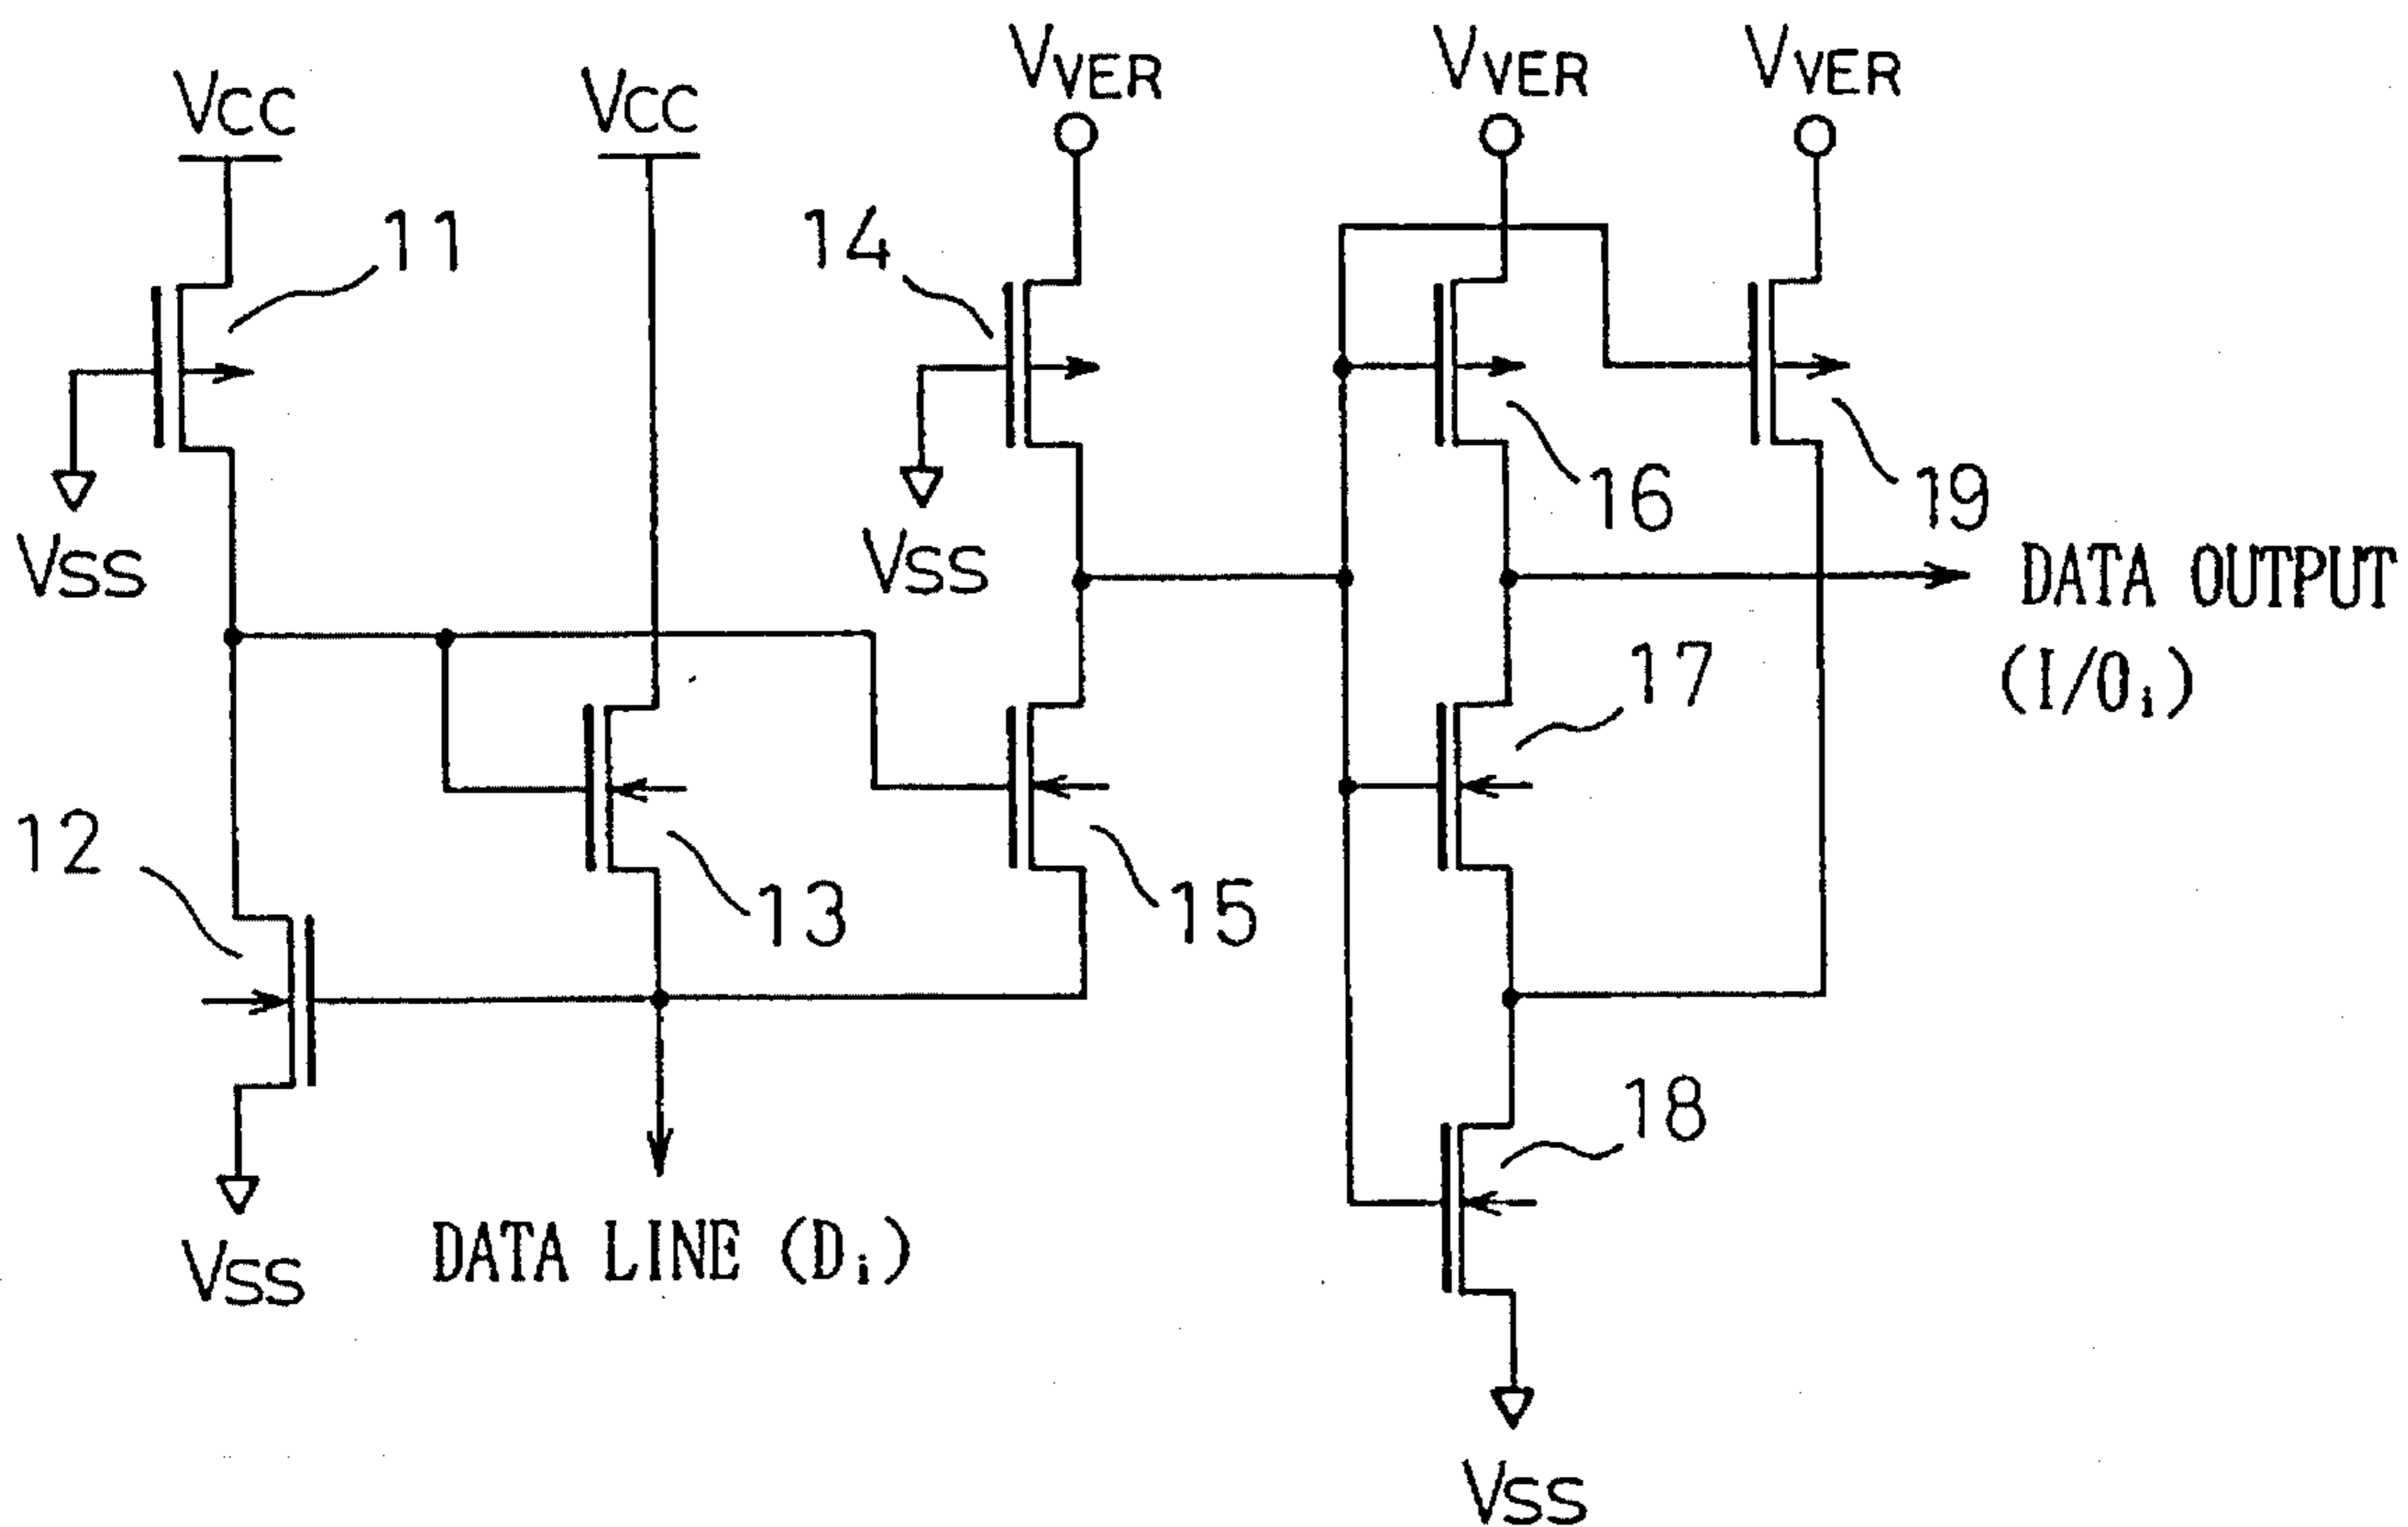 VCC
VCC
VVER
VVER
VVER
11
14
16
19
VSS
VSS
DATA OUTPUT
(I/Oi)
12
13
15
17
18
VSS
DATA LINE (Di)
VSS